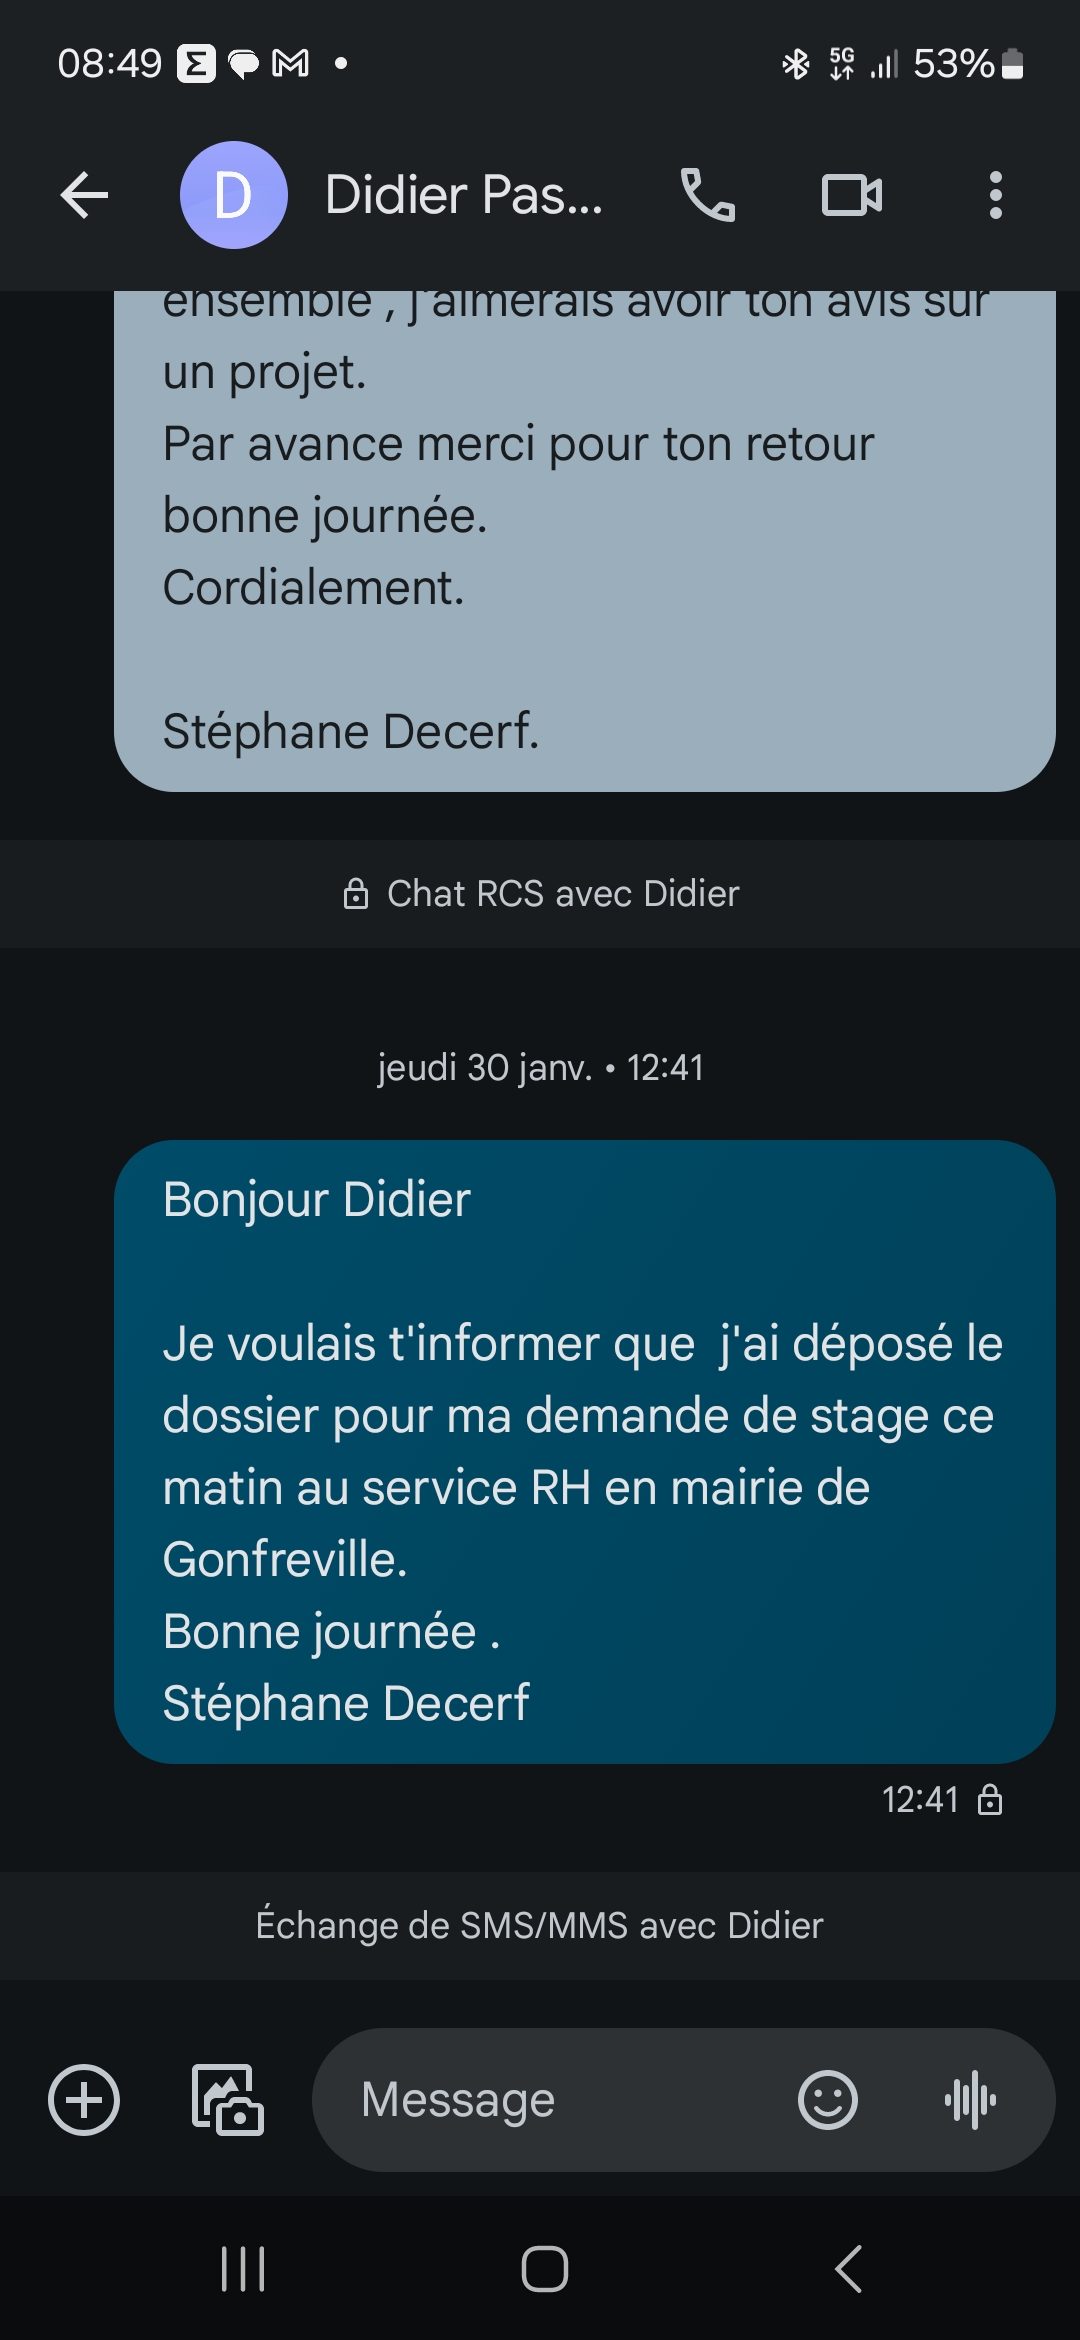 08:49
5G
53%
D
Didier Pas...
ensemble , j'aimerais avoir ton avis sur
un projet.
Par avance merci pour ton retour
bonne journée.
Cordialement.
Stéphane Decerf.
Chat RCS avec Didier
jeudi 30 janv. • 12:41
Bonjour Didier
Je voulais t'informer que  j'ai déposé le
dossier pour ma demande de stage ce
matin au service RH en mairie de
Gonfreville.
Bonne journée .
Stéphane Decerf
12:41
Échange de SMS/MMS avec Didier
Message